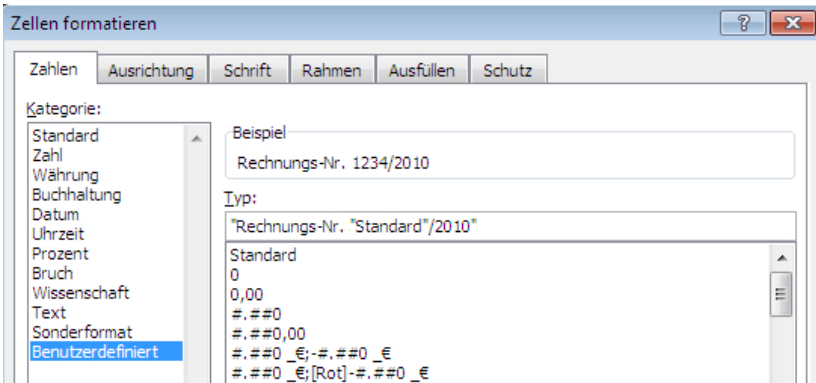 Zellen formatieren
Zahlen Ausrichtung Schrift Rahmen Ausfüllen Schutz
Kategorie:
Standard
Zahl
Währung
Buchhaltung
Datum
Uhrzeit
Prozent
Bruch
Wissenschaft
Text
Sonderformat
Benutzerdefiniert
Beispiel
Rechnungs-Nr. 1234/2010
Typ:
"Rechnungs-Nr. "Standard"/2010"
Standard
0
0,00
#.##0
#.##0,00
#.##0 _€;-#.##0 _€
#.##0 _€;[Rot]-#.##0 _€